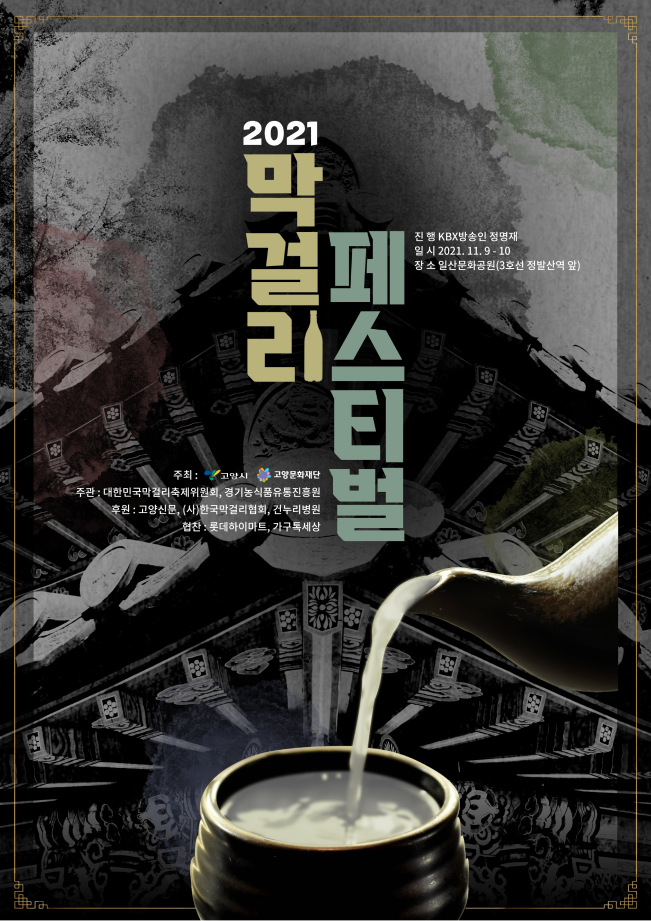 2021
막걸리
페스티벌
진 행 KBX방송인 정명재
일 시 2021. 11. 9 - 10
장 소 일산문화공원(3호선 정발산역 앞)
주최 : 고양시 고양문화재단
주관 : 대한민국막걸리축제위원회, 경기농식품유통진흥원
후원 : 고양신문, (사)한국막걸리협회, 건누리병원
협찬 : 롯데하이마트, 가구톡세상